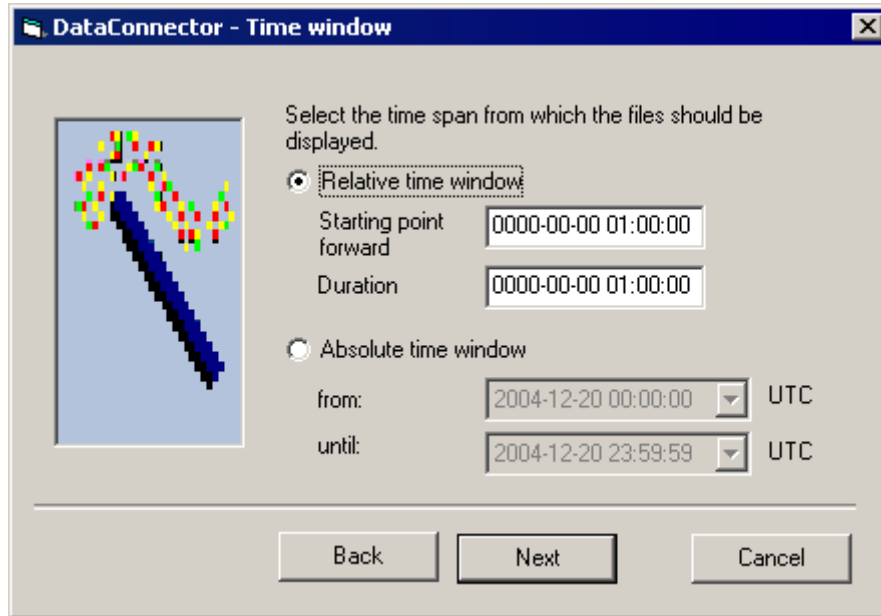 DataConnector - Time window
Select the time span from which the files should be
displayed.
Relative time window
Starting point
forward
0000-00-00 01:00:00
Duration
0000-00-00 01:00:00
Absolute time window
from:
2004-12-20 00:00:00
UTC
until:
2004-12-20 23:59:59
UTC
Back
Next
Cancel